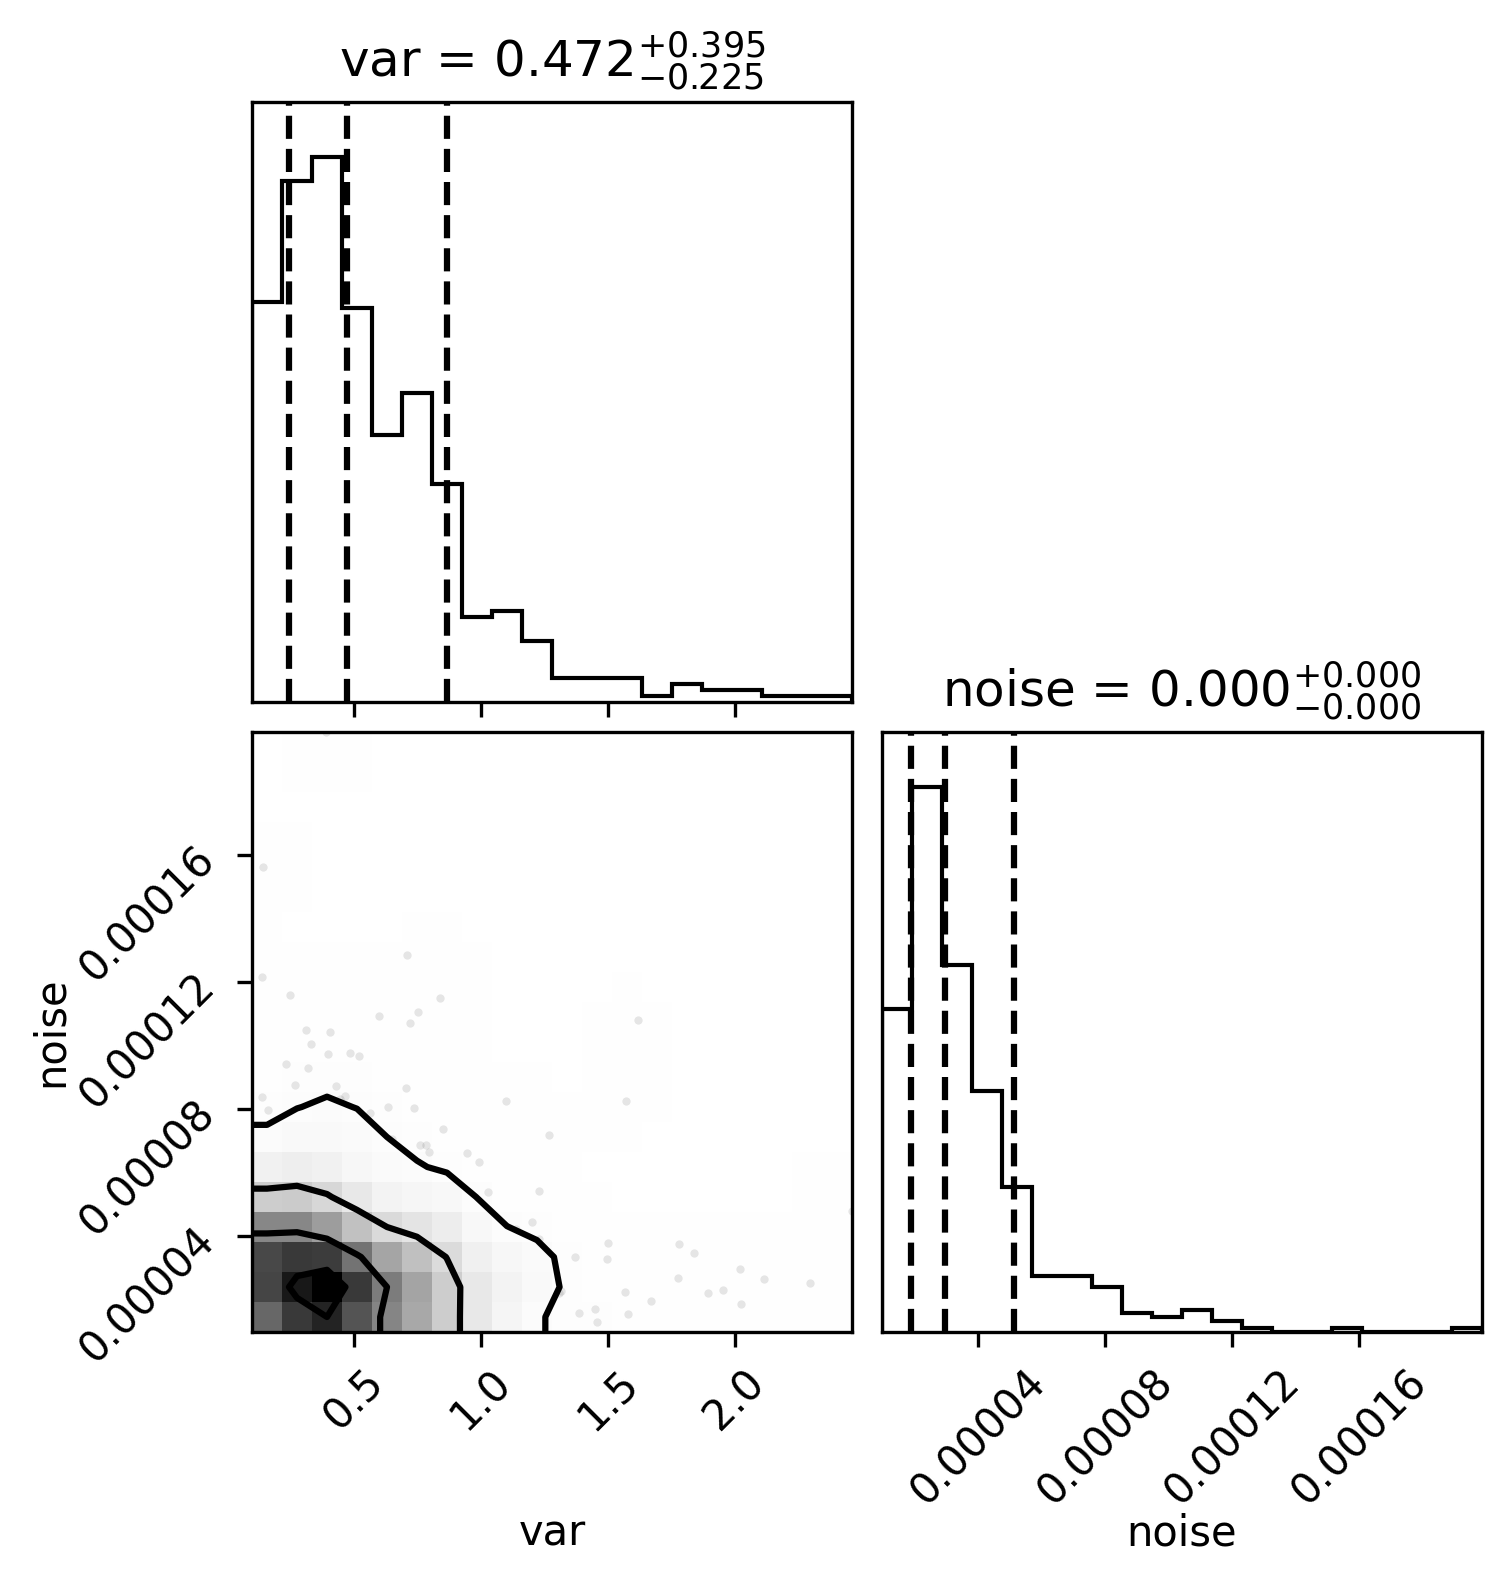 var = 0.472 +0.395 −0.225
noise = 0.000 +0.000 −0.000
0.00016
0.00012
0.00008
0.00004
noise
0.5 1.0 1.5 2.0
var
0.00004 0.00008 0.00012 0.00016
noise